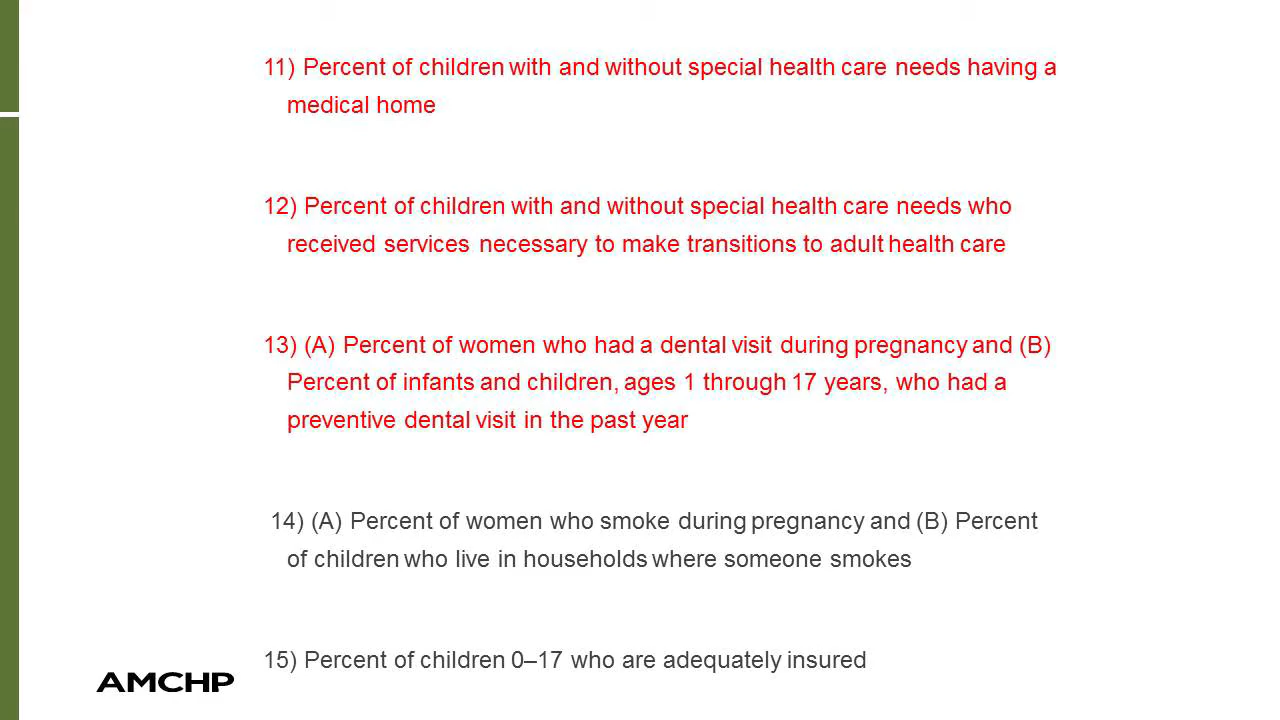 11) Percent of children with and without special health care needs having a
medical home
12) Percent of children with and without special health care needs who
received services necessary to make transitions to adult health care
13) (A) Percent of women who had a dental visit during pregnancy and (B)
Percent of infants and children, ages 1 through 17 years, who had a
preventive dental visit in the past year
14) (A) Percent of women who smoke during pregnancy and (B) Percent
of children who live in households where someone smokes
15) Percent of children 0–17 who are adequately insured
AMCHP